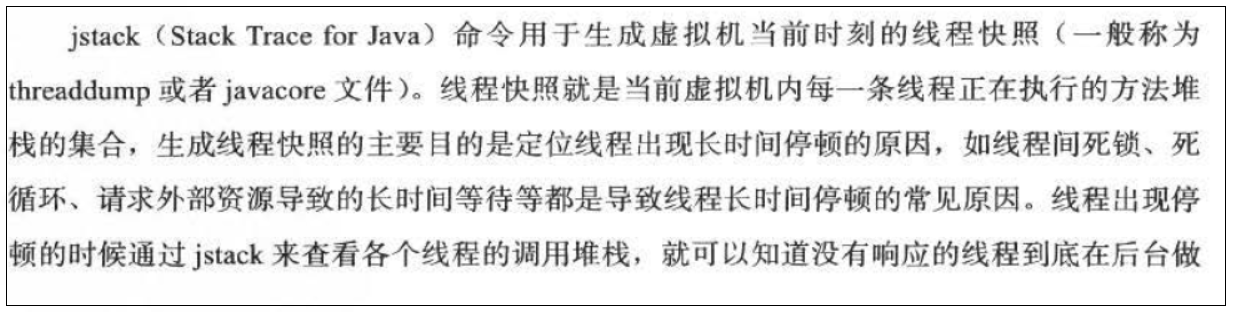 jstack（Stack Trace for Java）命令用于生成虚拟机当前时刻的线程快照（一般称为
threaddump 或者 javacore 文件）。线程快照就是当前虚拟机内每一条线程正在执行的方法堆
栈的集合，生成线程快照的主要目的是定位线程出现长时间停顿的原因，如线程间死锁、死
循环、请求外部资源导致的长时间等待等都是导致线程长时间停顿的常见原因。线程出现停
顿的时候通过 jstack 来查看各个线程的调用堆栈，就可以知道没有响应的线程到底在后台做